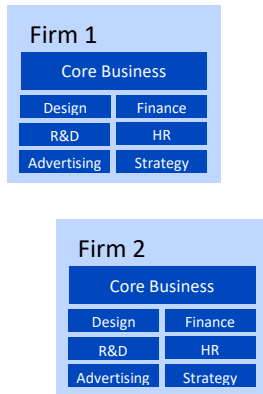 Firm 1
Core Business
Design Finance
R&D HR
Advertising Strategy
Firm 2
Core Business
Design Finance
R&D HR
Advertising Strategy